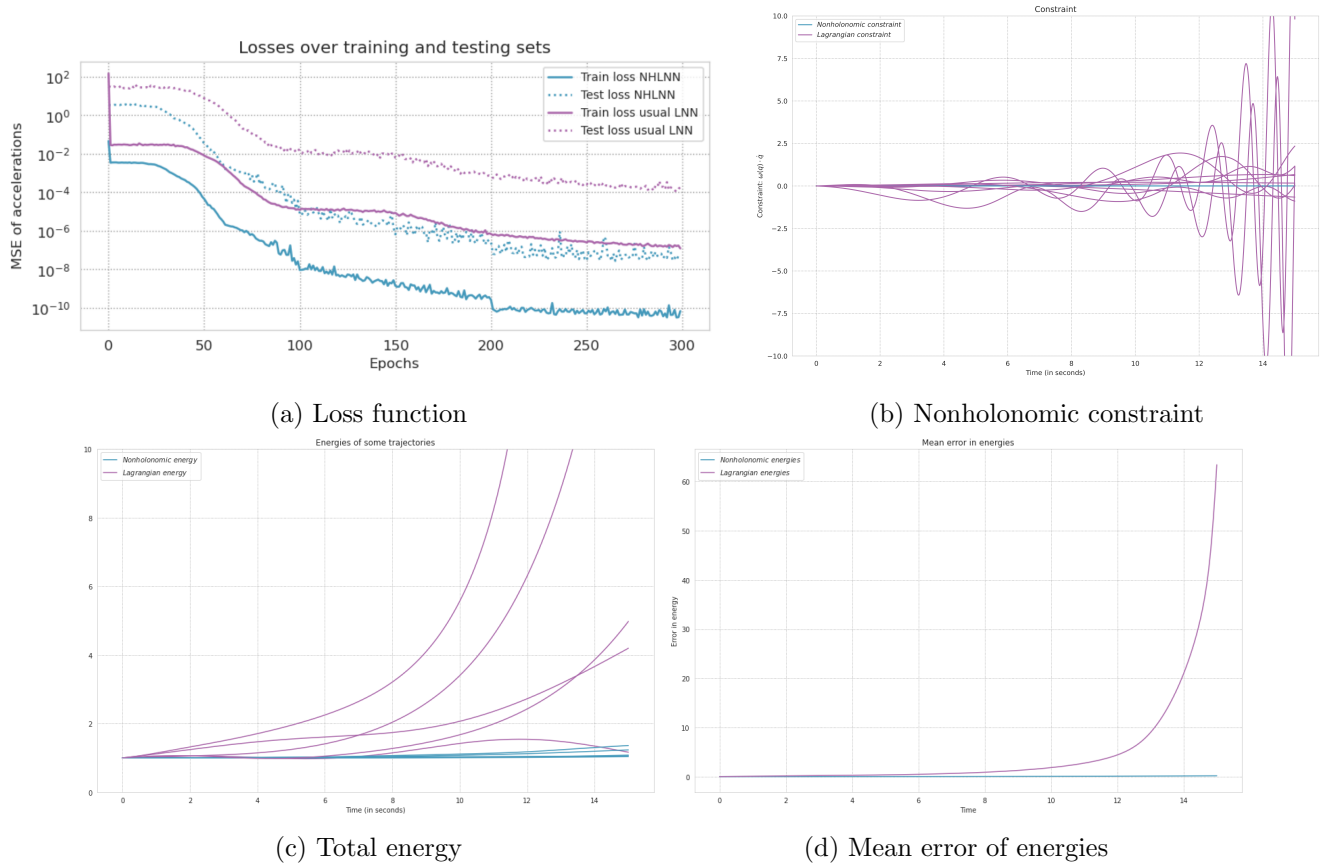 Losses over training and testing sets
MSE of accelerations
10²
10⁰
10⁻²
10⁻⁴
10⁻⁶
10⁻⁸
10⁻¹⁰
Train loss NHLNN
Test loss NHLNN
Train loss usual LNN
Test loss usual LNN
0 50 100 150 200 250 300
Epochs
(a) Loss function
Constraint
Nonholonomic constraint
Lagrangian constraint
Constraint: ω(q) · q̇
10.0
7.5
5.0
2.5
0.0
−2.5
−5.0
−7.5
−10.0
0 2 4 6 8 10 12 14
Time (in seconds)
(b) Nonholonomic constraint
Energies of some trajectories
Nonholonomic energy
Lagrangian energy
10
8
6
4
2
0
0 2 4 6 8 10 12 14
Time (in seconds)
(c) Total energy
Mean error in energies
Nonholonomic energies
Lagrangian energies
Error in energy
60
50
40
30
20
10
0
0 2 4 6 8 10 12 14
Time
(d) Mean error of energies